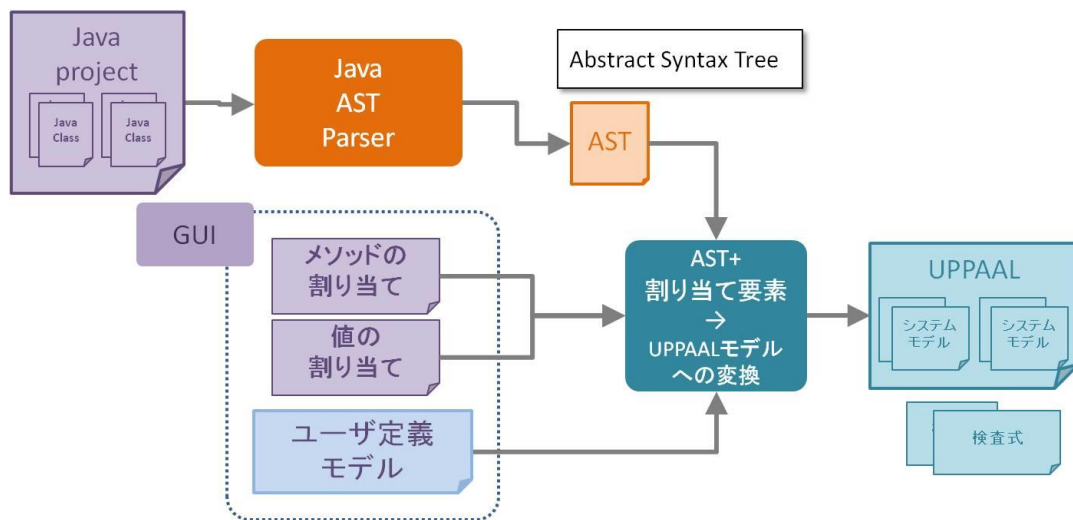 Java
project
Java
Class
Java
Class
Java
AST
Parser
Abstract Syntax Tree
AST
GUI
メソッドの
割り当て
値の
割り当て
ユーザ定義
モデル
AST+
割り当て要素
→
UPPAALモデル
への変換
UPPAAL
システム
モデル
システム
モデル
検査式